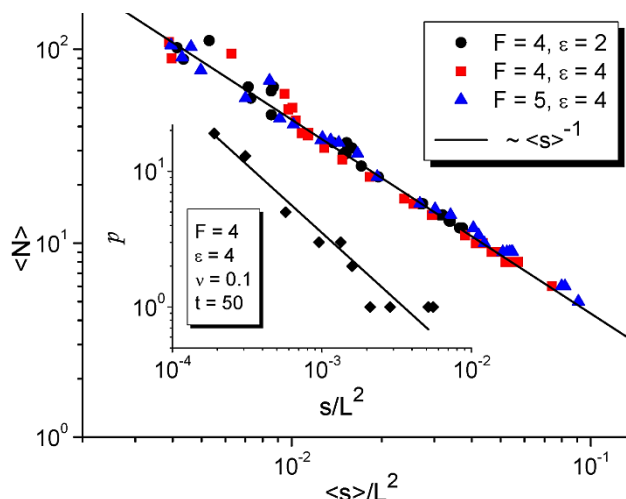 10²
10¹
10⁰
<N>
F = 4, ε = 2
F = 4, ε = 4
F = 5, ε = 4
~ <s>⁻¹
10¹
10⁰
p
F = 4
ε = 4
ν = 0.1
t = 50
10⁻⁴ 10⁻³ 10⁻²
s/L²
10⁻² 10⁻¹
<s>/L²